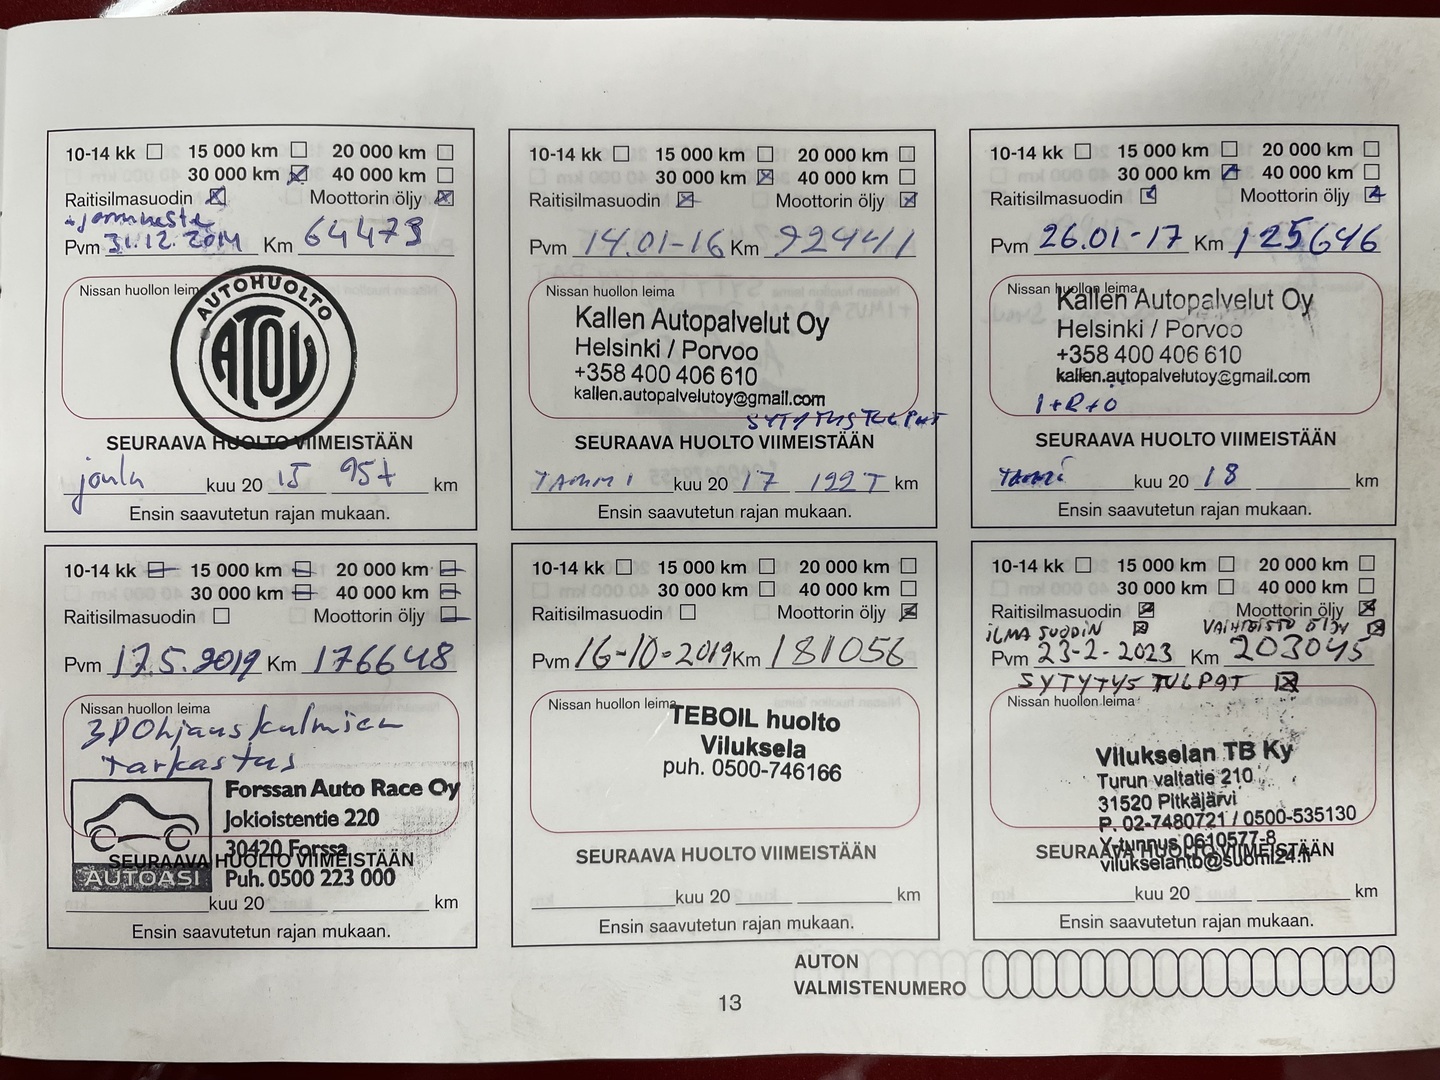 10-14 kk 15 000 km 20 000 km
30 000 km 40 000 km
Raitisilmasuodin Moottorin öljy
Pvm 31.12.2014 Km 64473
Nissan huollon leima
AUTOHUOLTO
ATOY
SEURAAVA HUOLTO VIIMEISTÄÄN
joulu kuu 20 15 95t km
Ensin saavutetun rajan mukaan.
10-14 kk 15 000 km 20 000 km
30 000 km 40 000 km
Raitisilmasuodin Moottorin öljy
Pvm 14.01-16 Km 92441
Nissan huollon leima
Kallen Autopalvelut Oy
Helsinki / Porvoo
+358 400 406 610
kallen.autopalvelutoy@gmail.com
SYTYTYSTULPAT
SEURAAVA HUOLTO VIIMEISTÄÄN
TAMMI kuu 20 17 122 T km
Ensin saavutetun rajan mukaan.
10-14 kk 15 000 km 20 000 km
30 000 km 40 000 km
Raitisilmasuodin Moottorin öljy
Pvm 26.01-17 Km 125646
Nissan huollon leima
Kallen Autopalvelut Oy
Helsinki / Porvoo
+358 400 406 610
kallen.autopalvelutoy@gmail.com
I+R+Ö
SEURAAVA HUOLTO VIIMEISTÄÄN
Tammi kuu 20 18 km
Ensin saavutetun rajan mukaan.
10-14 kk 15 000 km 20 000 km
30 000 km 40 000 km
Raitisilmasuodin Moottorin öljy
Pvm 17.5.2019 Km 176648
Nissan huollon leima
3D Ohjauskulmien
Tarkastus
Forssan Auto Race Oy
Jokioistentie 220
30420 Forssa
AUTOASI Puh. 0500 223 000
SEURAAVA HUOLTO VIIMEISTÄÄN
kuu 20 km
Ensin saavutetun rajan mukaan.
10-14 kk 15 000 km 20 000 km
30 000 km 40 000 km
Raitisilmasuodin Moottorin öljy
Pvm 16-10-2019 Km 181056
Nissan huollon leima
TEBOIL huolto
Viluksela
puh. 0500-746166
SEURAAVA HUOLTO VIIMEISTÄÄN
kuu 20 km
Ensin saavutetun rajan mukaan.
10-14 kk 15 000 km 20 000 km
30 000 km 40 000 km
Raitisilmasuodin Moottorin öljy
ILMA SUODIN VAIHTEISTO ÖLJY
Pvm 23-2-2023 Km 203045
SYTYTYS TULPAT
Nissan huollon leima
Vilukselan TB Ky
Turun valtatie 210
31520 Pitkäjärvi
P. 02-7480721 / 0500-535130
Y-tunnus 0610577-8
vilukselantb@suomi24.fi
SEURAAVA HUOLTO VIIMEISTÄÄN
kuu 20 km
Ensin saavutetun rajan mukaan.
AUTON
VALMISTENUMERO
13